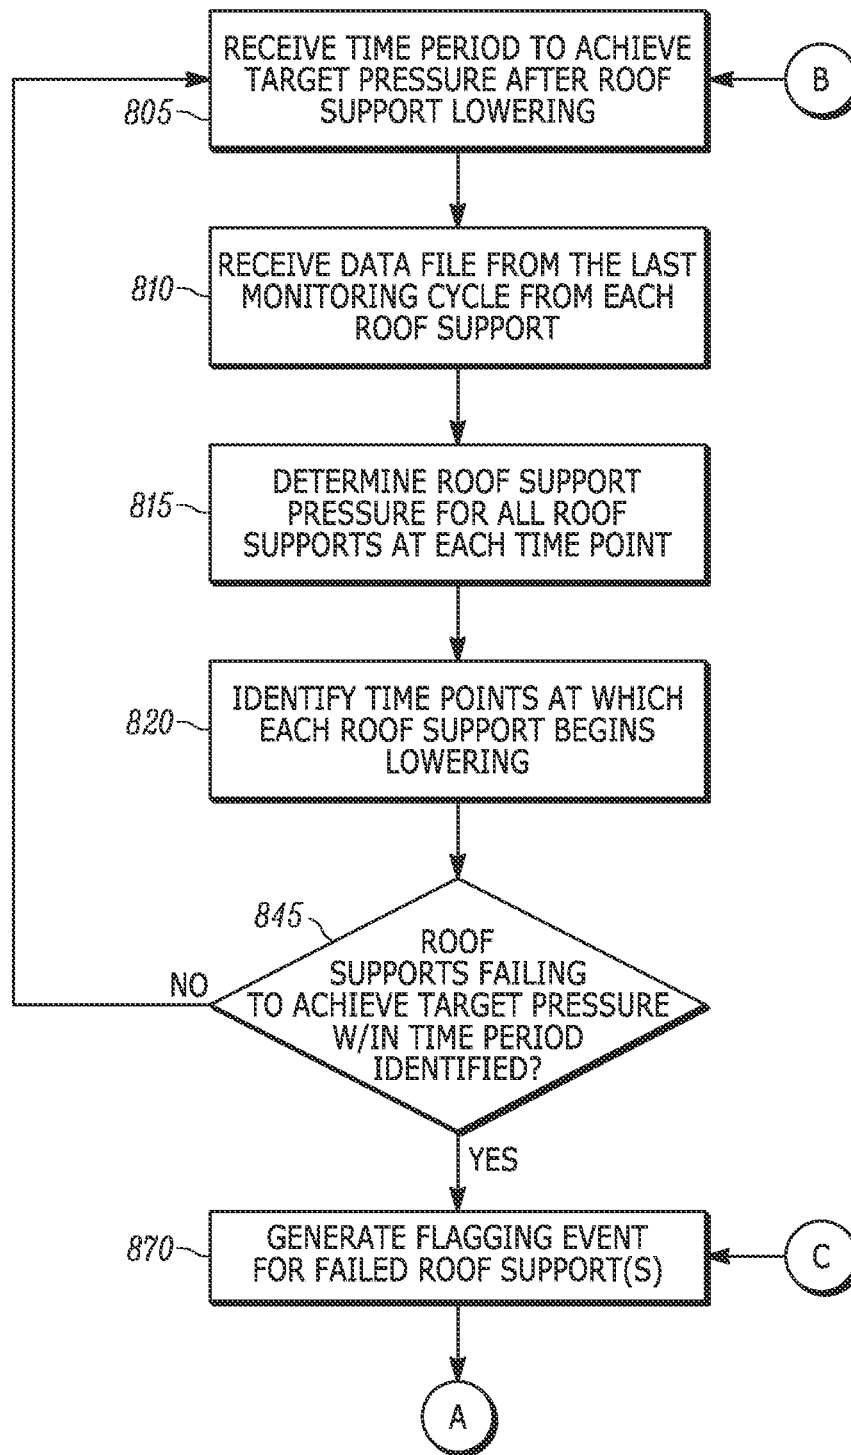 RECEIVE TIME PERIOD TO ACHIEVE
TARGET PRESSURE AFTER ROOF
SUPPORT LOWERING
805
B
RECEIVE DATA FILE FROM THE LAST
MONITORING CYCLE FROM EACH
ROOF SUPPORT
810
DETERMINE ROOF SUPPORT
PRESSURE FOR ALL ROOF
SUPPORTS AT EACH TIME POINT
815
IDENTIFY TIME POINTS AT WHICH
EACH ROOF SUPPORT BEGINS
LOWERING
820
845
ROOF
SUPPORTS FAILING
TO ACHIEVE TARGET PRESSURE
W/IN TIME PERIOD
IDENTIFIED?
NO
YES
GENERATE FLAGGING EVENT
FOR FAILED ROOF SUPPORT(S)
870
C
A